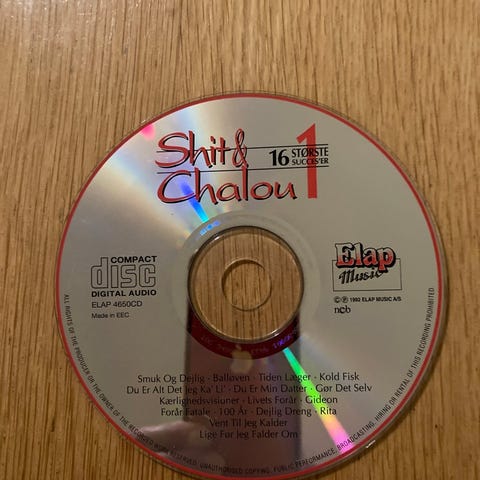 Shit&
Chalou
16 STØRSTE
SUCCES'ER
1
COMPACT
disc
DIGITAL AUDIO
ELAP 4650CD
Made in EEC
Elap
Music
©℗ 1992 ELAP MUSIC A/S
ncb
Smuk Og Dejlig · Balloven · Tiden Læger · Kold Fisk
Du Er Alt Det Jeg Ka' Li' · Du Er Min Datter · Gør Det Selv
Kærlighedsvisioner · Livets Forår · Gideon
Forår Fatale · 100 År · Dejlig Dreng · Rita
Vent Til Jeg Kalder
Lige Før Jeg Falder Om
ALL RIGHTS OF THE PRODUCER OR THE OWNER OF THE RECORDED WORK RESERVED. UNAUTHORISED COPYING, PUBLIC PERFORMANCE, BROADCASTING, HIRING OR RENTAL OF THIS RECORDING PROHIBITED